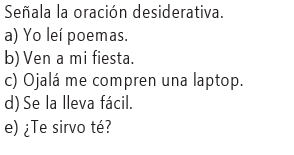 Señala la oración desiderativa.
a) Yo leí poemas.
b) Ven a mi fiesta.
c) Ojalá me compren una laptop.
d) Se la lleva fácil.
e) ¿Te sirvo té?